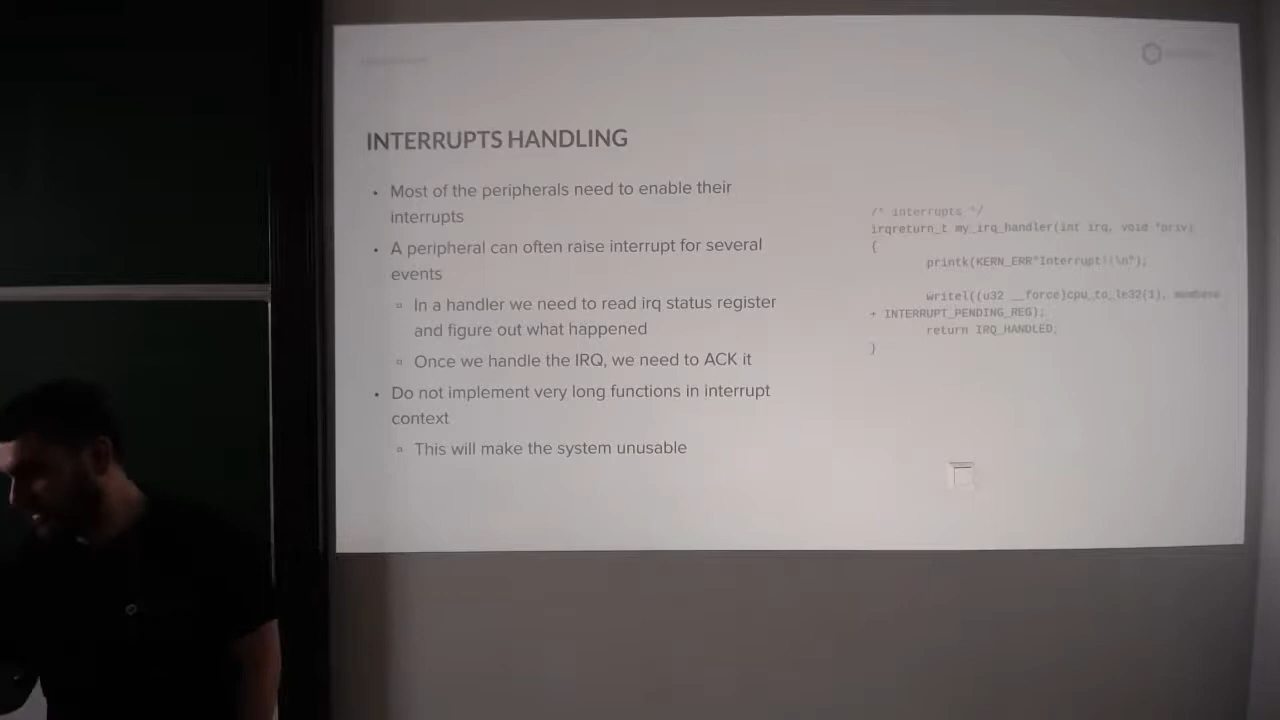 INTERRUPTS HANDLING
• Most of the peripherals need to enable their
interrupts
• A peripheral can often raise interrupt for several
events
▫ In a handler we need to read irq status register
and figure out what happened
▫ Once we handle the IRQ, we need to ACK it
• Do not implement very long functions in interrupt
context
▫ This will make the system unusable
/* interrupts */
irqreturn_t my_irq_handler(int irq, void *priv)
{
printk(KERN_ERR"Interrupt!!\n");
writel((u32 __force)cpu_to_le32(1), membase
+ INTERRUPT_PENDING_REG);
return IRQ_HANDLED;
}